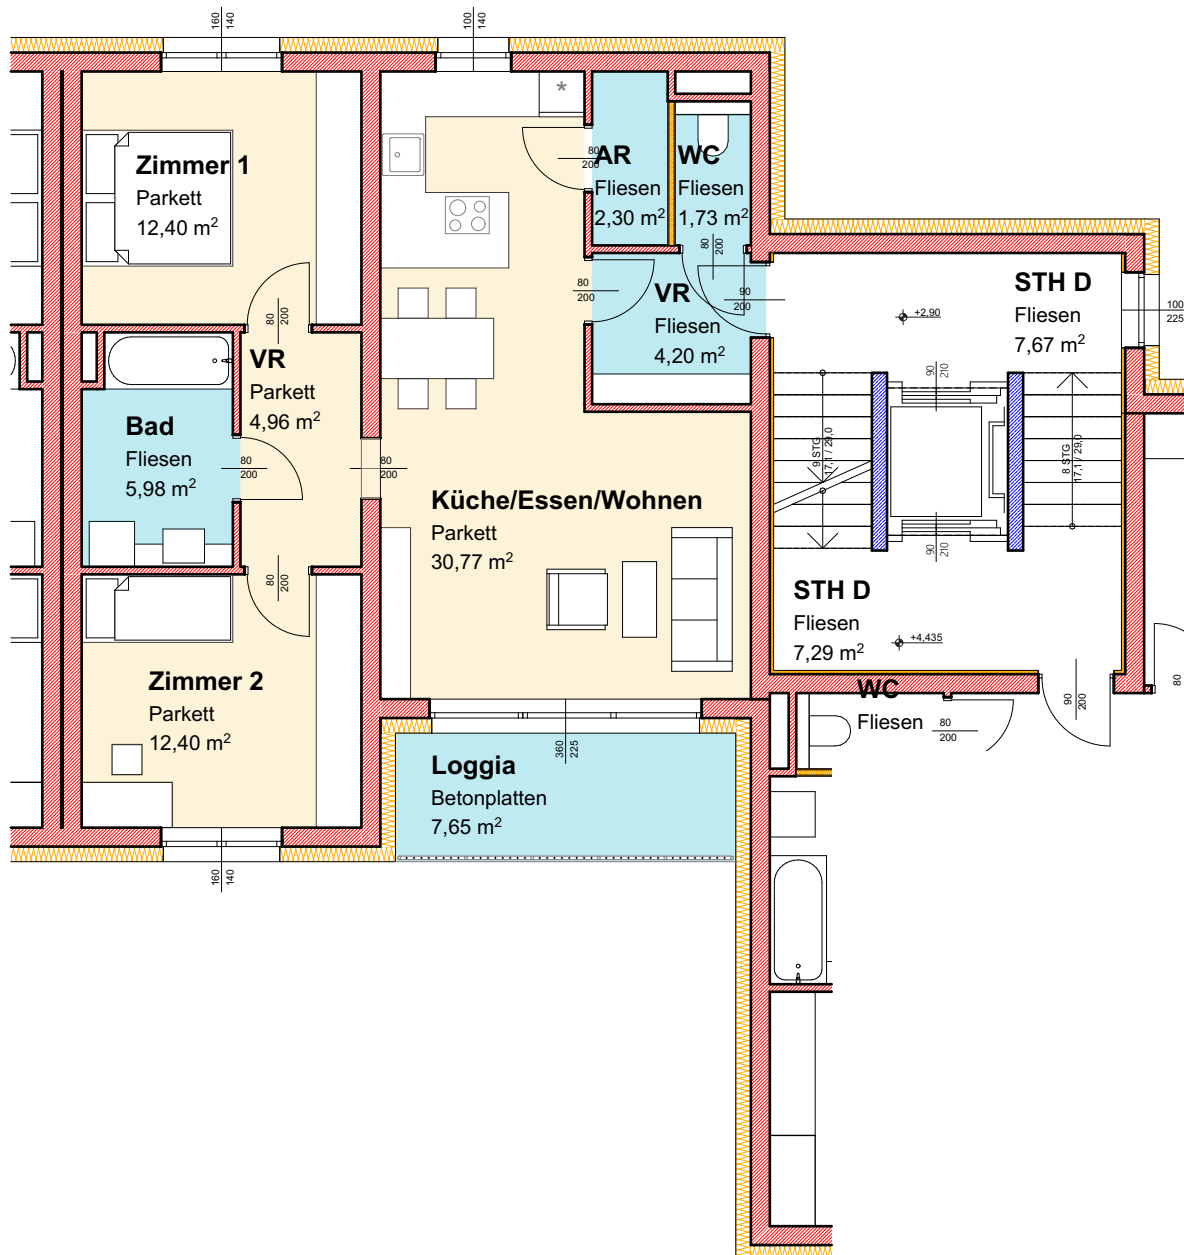 160
140
100
140
*
Zimmer 1
Parkett
12,40 m²
80
200
AR
Fliesen
2,30 m²
WC
Fliesen
1,73 m²
80
200
80
200
VR
Fliesen
4,20 m²
90
200
+2,90
STH D
Fliesen
7,67 m²
100
225
80
200
VR
Parkett
4,96 m²
Bad
Fliesen
5,98 m²
80
200
80
200
90
210
9 STG
17,1 / 29,0
8 STG
17,1 / 29,0
Küche/Essen/Wohnen
Parkett
30,77 m²
90
210
80
200
STH D
Fliesen
7,29 m²
+4,435
Zimmer 2
Parkett
12,40 m²
WC
Fliesen
80
200
90
200
80
360
225
Loggia
Betonplatten
7,65 m²
160
140